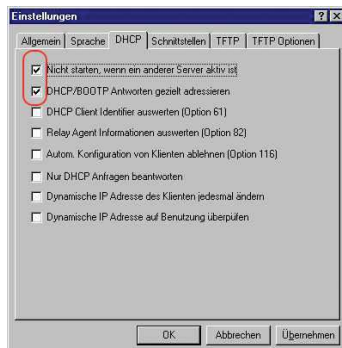 Einstellungen
Allgemein Sprache DHCP Schnittstellen TFTP TFTP Optionen
Nicht starten, wenn ein anderer Server aktiv ist
DHCP/BOOTP Antworten gezielt adressieren
DHCP Client Identifier auswerten (Option 61)
Relay Agent Informationen auswerten (Option 82)
Autom. Konfiguration von Klienten ablehnen (Option 116)
Nur DHCP Anfragen beantworten
Dynamische IP Adresse des Klienten jedesmal ändern
Dynamische IP Adresse auf Benutzung überpüfen
OK Abbrechen Übernehmen